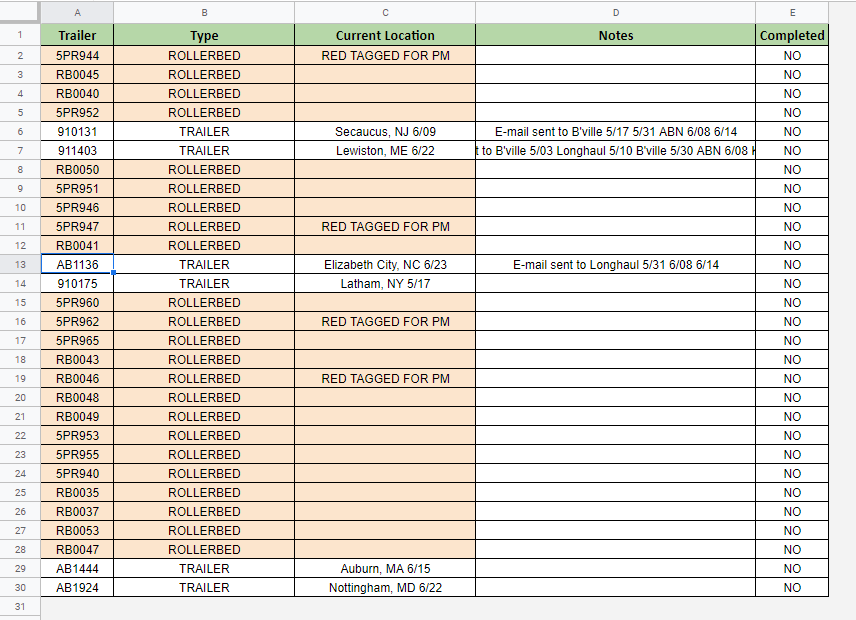 A B C D E
1 Trailer Type Current Location Notes Completed
2 5PR944 ROLLERBED RED TAGGED FOR PM NO
3 RB0045 ROLLERBED NO
4 RB0040 ROLLERBED NO
5 5PR952 ROLLERBED NO
6 910131 TRAILER Secaucus, NJ 6/09 E-mail sent to B'ville 5/17 5/31 ABN 6/08 6/14 NO
7 911403 TRAILER Lewiston, ME 6/22 t to B'ville 5/03 Longhaul 5/10 B'ville 5/30 ABN 6/08 NO
8 RB0050 ROLLERBED NO
9 5PR951 ROLLERBED NO
10 5PR946 ROLLERBED NO
11 5PR947 ROLLERBED RED TAGGED FOR PM NO
12 RB0041 ROLLERBED NO
13 AB1136 TRAILER Elizabeth City, NC 6/23 E-mail sent to Longhaul 5/31 6/08 6/14 NO
14 910175 TRAILER Latham, NY 5/17 NO
15 5PR960 ROLLERBED NO
16 5PR962 ROLLERBED RED TAGGED FOR PM NO
17 5PR965 ROLLERBED NO
18 RB0043 ROLLERBED NO
19 RB0046 ROLLERBED RED TAGGED FOR PM NO
20 RB0048 ROLLERBED NO
21 RB0049 ROLLERBED NO
22 5PR953 ROLLERBED NO
23 5PR955 ROLLERBED NO
24 5PR940 ROLLERBED NO
25 RB0035 ROLLERBED NO
26 RB0037 ROLLERBED NO
27 RB0053 ROLLERBED NO
28 RB0047 ROLLERBED NO
29 AB1444 TRAILER Auburn, MA 6/15 NO
30 AB1924 TRAILER Nottingham, MD 6/22 NO
31